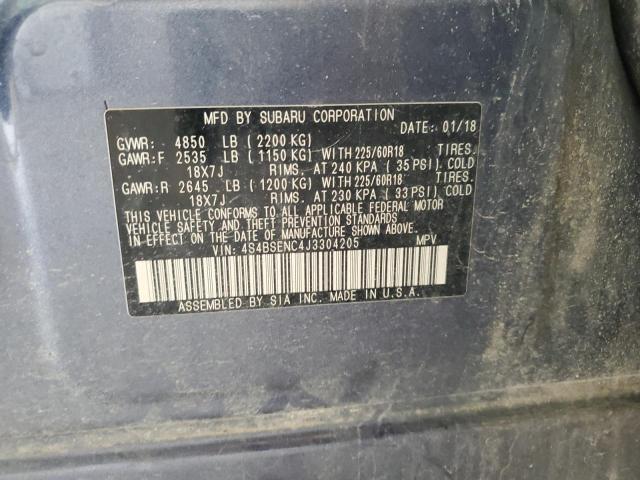 MFD BY SUBARU CORPORATION
DATE: 01/18
GVWR: 4850 LB (2200 KG)
GAWR:F 2535 LB (1150 KG) WITH 225/60R18 TIRES.
18X7J RIMS. AT 240 KPA (35 PSI) COLD
GAWR:R 2645 LB (1200 KG) WITH 225/60R18 TIRES.
18X7J RIMS. AT 230 KPA (33 PSI) COLD
THIS VEHICLE CONFORMS TO ALL APPLICABLE FEDERAL MOTOR
VEHICLE SAFETY AND THEFT PREVENTION STANDARDS
IN EFFECT ON THE DATE OF MANUFACTURE SHOWN ABOVE.
VIN: 4S4BSENC4J3304205 MPV
ASSEMBLED BY SIA INC. MADE IN U.S.A.